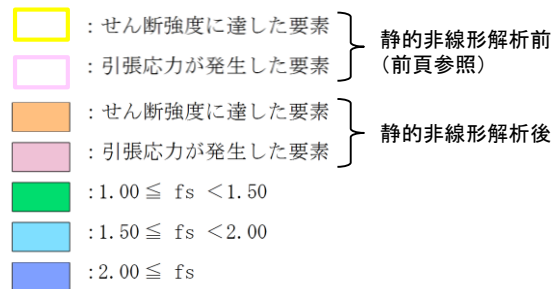 ：せん断強度に達した要素
：引張応力が発生した要素
静的非線形解析前
（前頁参照）
：せん断強度に達した要素
：引張応力が発生した要素
静的非線形解析後
:1.00≦ fs ＜1.50
:1.50≦ fs ＜2.00
:2.00≦ fs